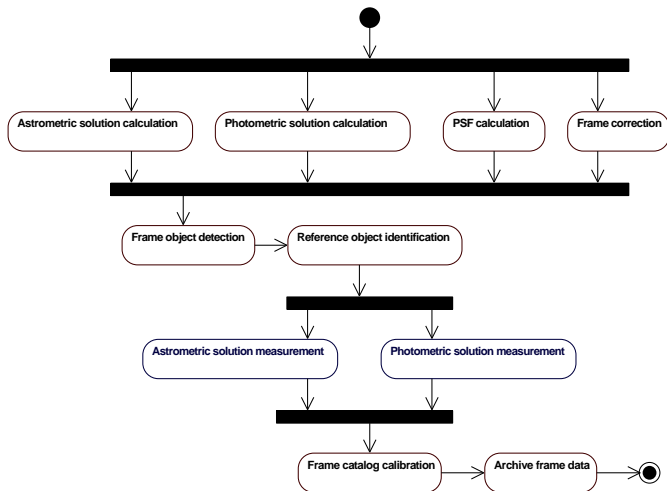 Astrometric solution calculation
Photometric solution calculation
PSF calculation
Frame correction
Frame object detection
Reference object identification
Astrometric solution measurement
Photometric solution measurement
Frame catalog calibration
Archive frame data